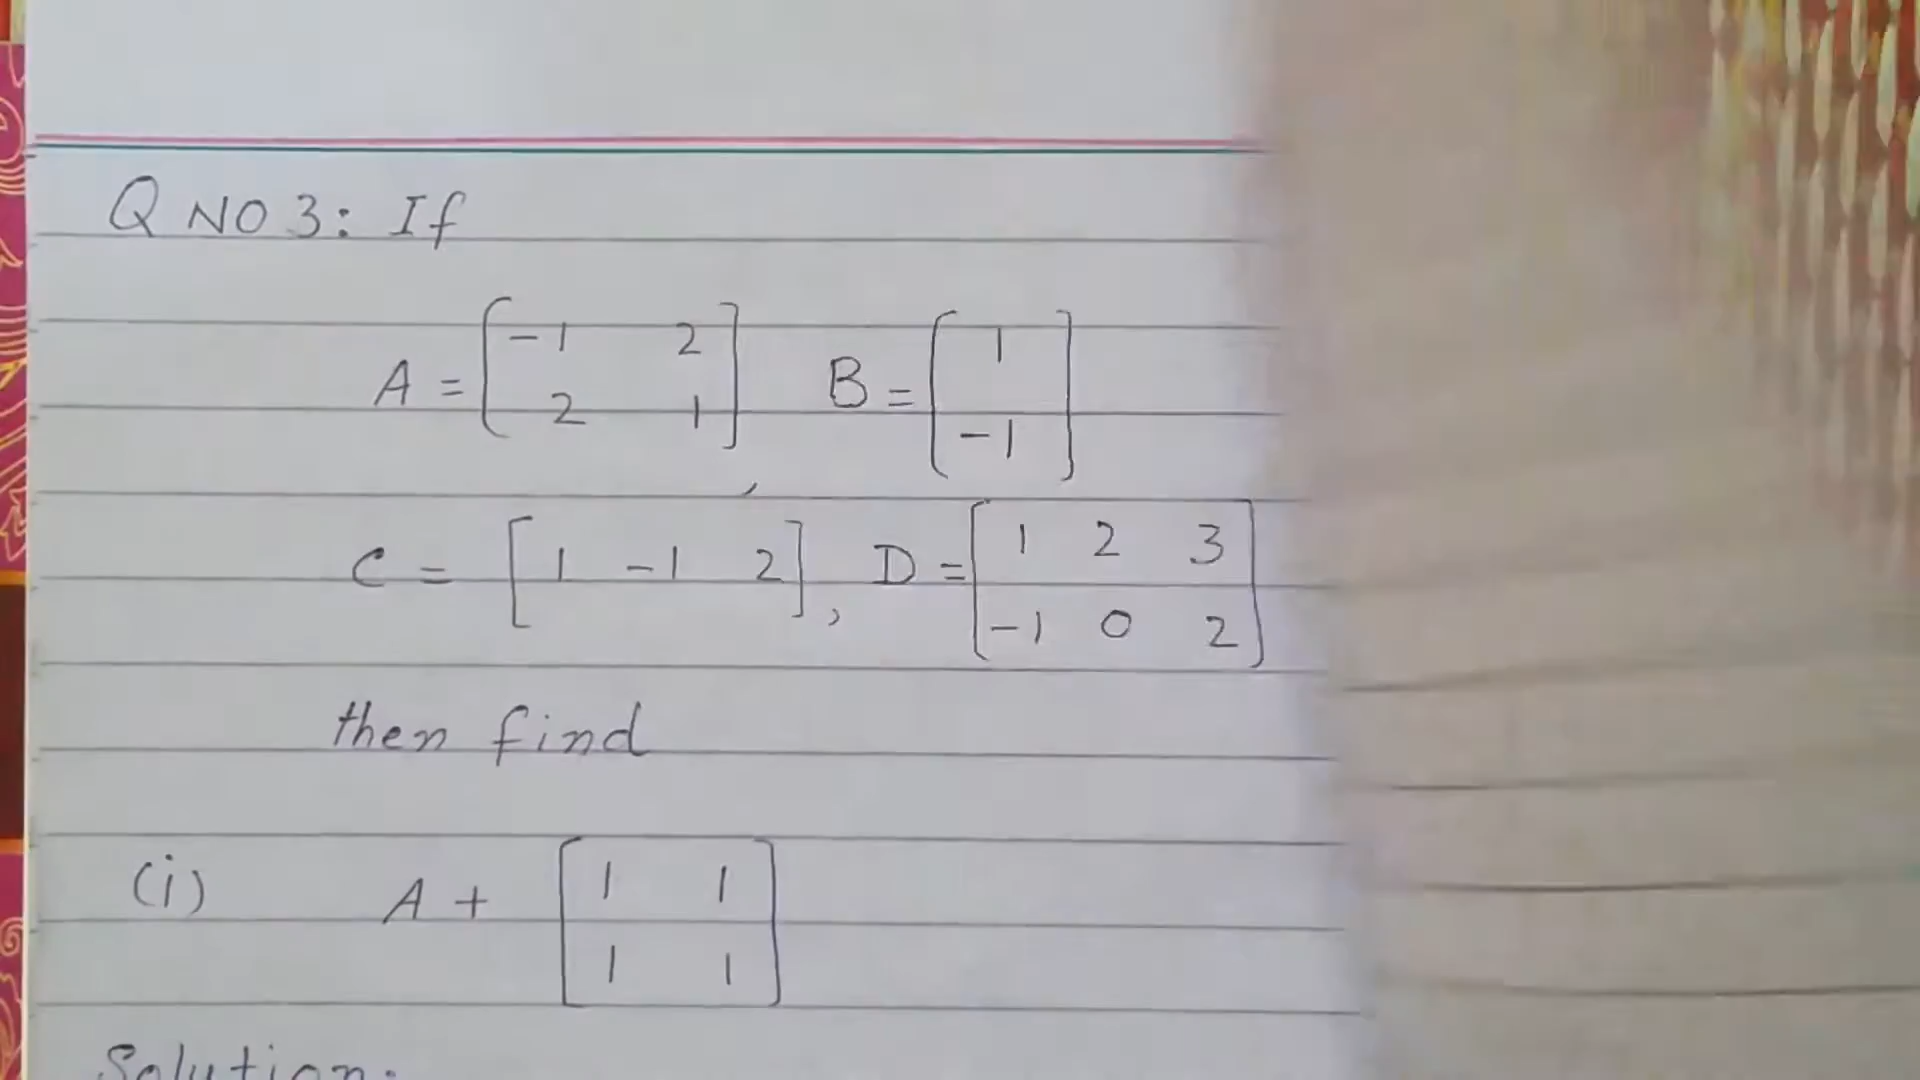 Q NO 3: If
A = [ -1 2
2 1 ] B = [ 1
-1 ]
,
C = [ 1 -1 2 ], D = [ 1 2 3
-1 0 2 ]
then find
(i) A + [ 1 1
1 1 ]
Solution: